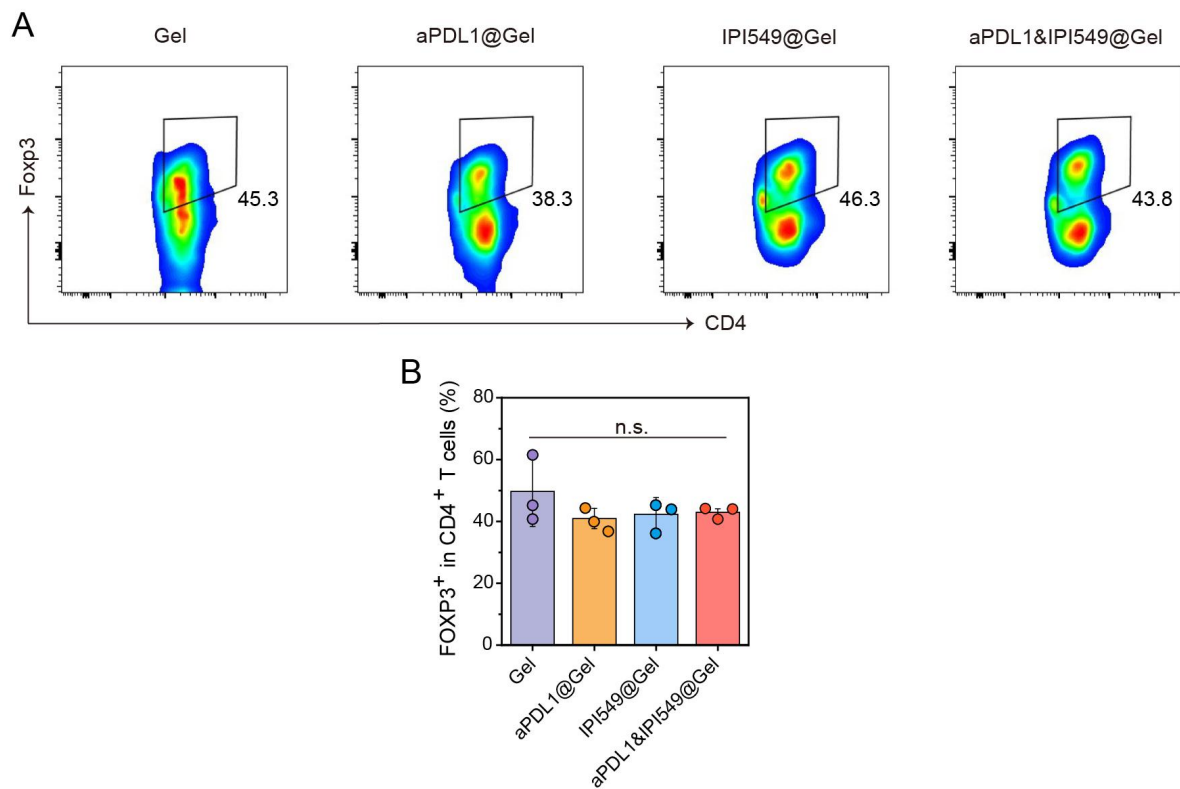 A
Gel
aPDL1@Gel
IPI549@Gel
aPDL1&IPI549@Gel
Foxp3
45.3
38.3
46.3
43.8
CD4
B
FOXP3⁺ in CD4⁺ T cells (%)
80
60
40
20
0
n.s.
Gel
aPDL1@Gel
IPI549@Gel
aPDL1&IPI549@Gel